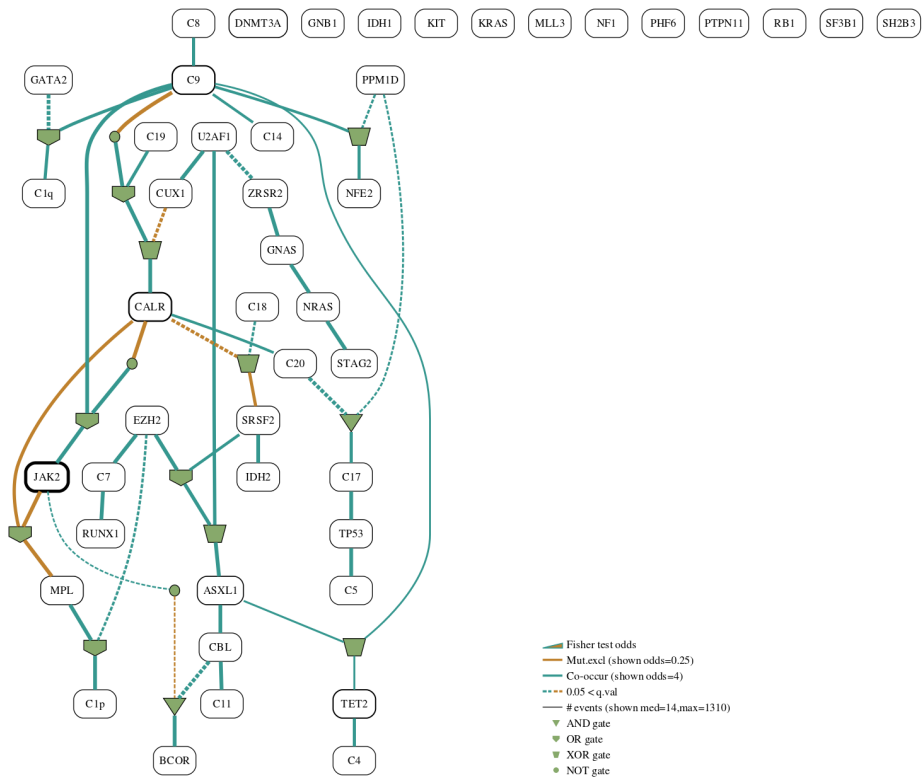 C8 DNMT3A GNB1 IDH1 KIT KRAS MLL3 NF1 PHF6 PTPN11 RB1 SF3B1 SH2B3
GATA2 C9 PPM1D
C19 U2AF1 C14
C1q CUX1 ZRSR2 NFE2
GNAS
CALR C18 NRAS
C20 STAG2
EZH2 SRSF2
JAK2 C7 IDH2 C17
RUNX1 TP53
MPL ASXL1 C5
CBL
Fisher test odds
Mut.excl (shown odds=0.25)
Co-occur (shown odds=4)
0.05 < q.val
C1p C11 TET2
# events (shown med=14,max=1310)
AND gate
OR gate
BCOR C4
XOR gate
NOT gate